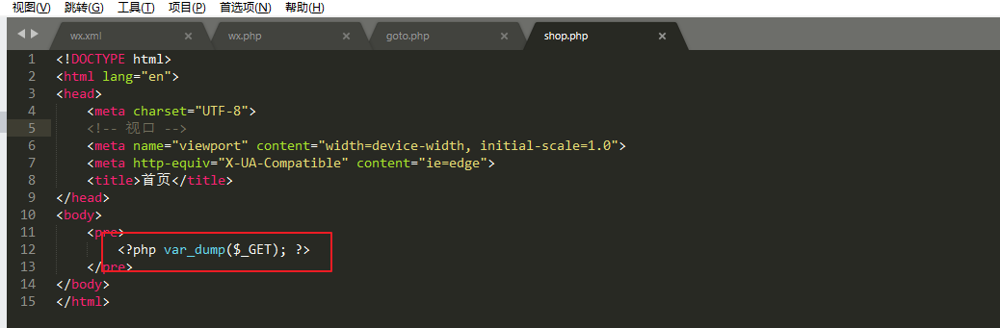 视图(V) 跳转(G) 工具(T) 项目(P) 首选项(N) 帮助(H)
wx.xml × wx.php × goto.php × shop.php ×
1 <!DOCTYPE html>
2 <html lang="en">
3 <head>
4 <meta charset="UTF-8">
5 <!-- 视口 -->
6 <meta name="viewport" content="width=device-width, initial-scale=1.0">
7 <meta http-equiv="X-UA-Compatible" content="ie=edge">
8 <title>首页</title>
9 </head>
10 <body>
11 <pre>
12 <?php var_dump($_GET); ?>
13 </pre>
14 </body>
15 </html>